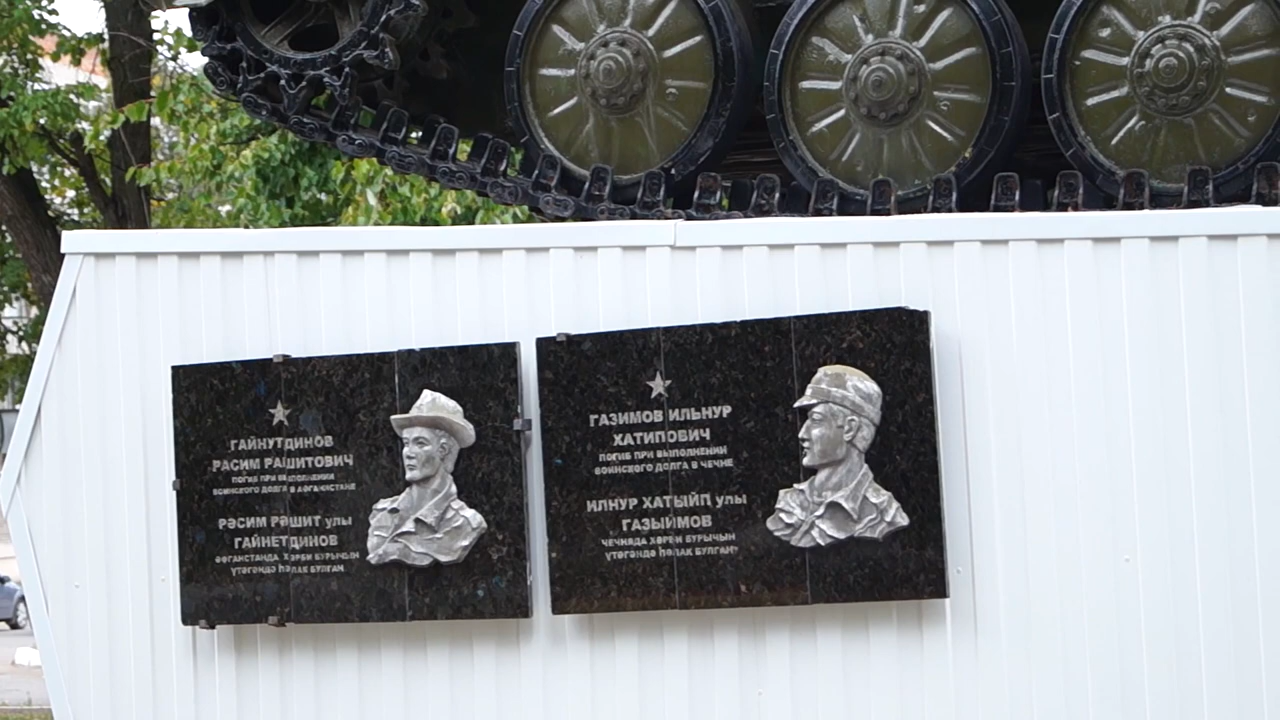 ГАЙНУТДИНОВ
РАСИМ РАШИТОВИЧ
ПОГИБ ПРИ ВЫПОЛНЕНИИ
ВОИНСКОГО ДОЛГА В АФГАНИСТАНЕ
РӘСИМ РӘШИТ улы
ГАЙНЕТДИНОВ
ӘФГАНСТАНДА ХӘРБИ БУРЫЧЫН
ҮТӘГӘНДӘ ҺӘЛАК БУЛГАН
ГАЗИМОВ ИЛЬНУР
ХАТИПОВИЧ
ПОГИБ ПРИ ВЫПОЛНЕНИИ
ВОИНСКОГО ДОЛГА В ЧЕЧНЕ
ИЛНУР ХАТЫЙП улы
ГАЗЫЙМОВ
ЧЕЧНЯДА ХӘРБИ БУРЫЧЫН
ҮТӘГӘНДӘ ҺӘЛАК БУЛГАН